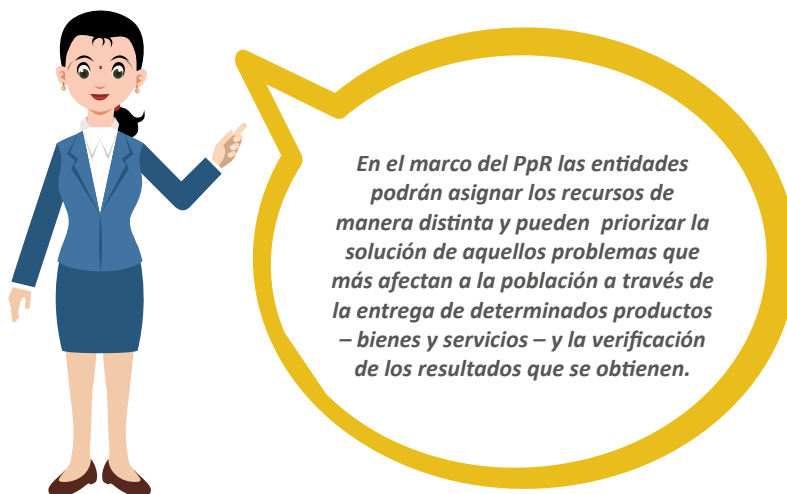 En el marco del PpR las entidades
podrán asignar los recursos de
manera distinta y pueden priorizar la
solución de aquellos problemas que
más afectan a la población a través de
la entrega de determinados productos
– bienes y servicios – y la verificación
de los resultados que se obtienen.